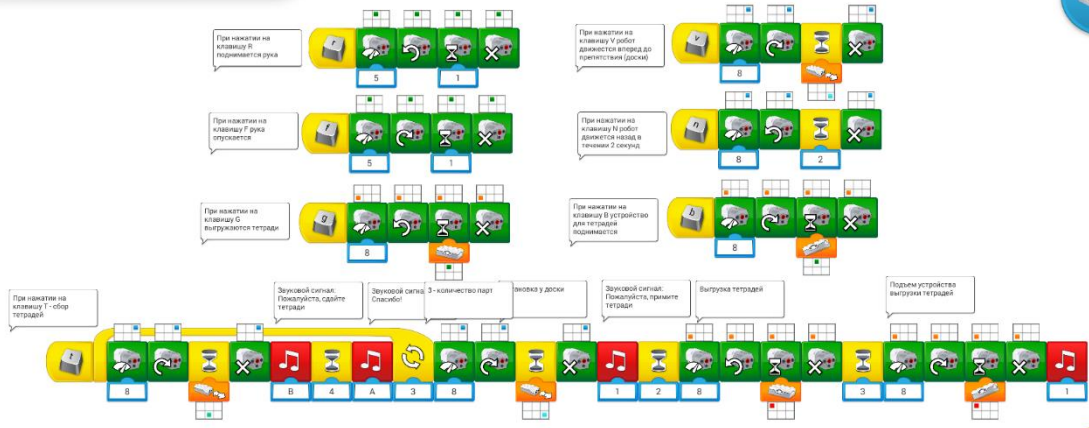 При нажатии на
клавишу R
поднимается рука
r
5
1
При нажатии на
клавишу V робот
движется вперед до
препятствия (доски)
v
8
При нажатии на
клавишу F рука
опускается
f
5
1
При нажатии на
клавишу N робот
движется назад в
течении 2 секунд
n
8
2
При нажатии на
клавишу G
выгружаются тетради
g
8
При нажатии на
клавишу B устройство
для тетрадей
поднимается
b
8
При нажатии на
клавишу T - сбор
тетрадей
Звуковой сигнал:
Пожалуйста, сдайте
тетради
Звуковой сигна
Спасибо!
3 - количество парт
ановка у доски
Звуковой сигнал:
Пожалуйста, примите
тетради
Выгрузка тетрадей
Подъем устройства
выгрузки тетрадей
t
8
B
4
A
3
8
1
2
8
3
8
1